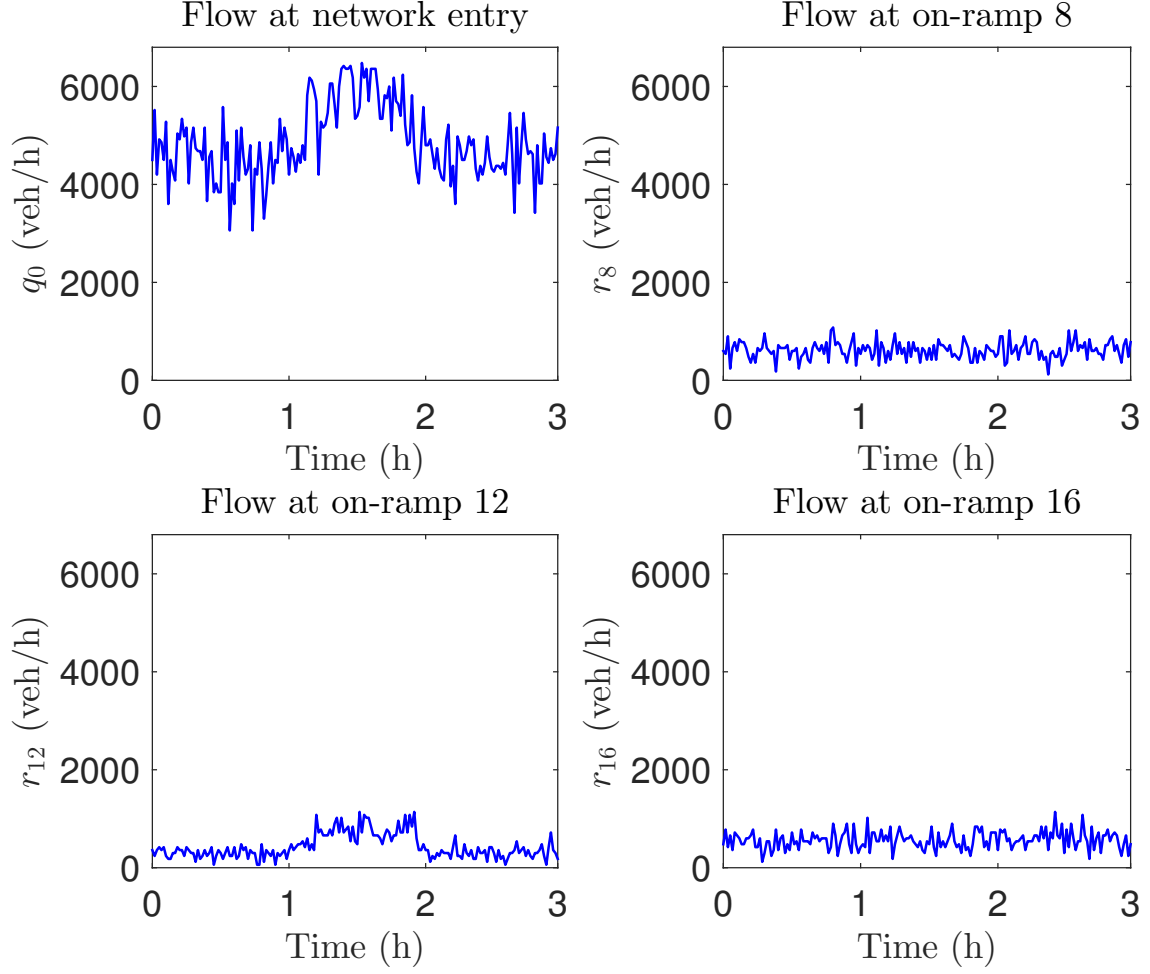 Flow at network entry
q₀ (veh/h)
6000
4000
2000
0
0 1 2 3
Time (h)
Flow at on-ramp 8
r₈ (veh/h)
6000
4000
2000
0
0 1 2 3
Time (h)
Flow at on-ramp 12
r₁₂ (veh/h)
6000
4000
2000
0
0 1 2 3
Time (h)
Flow at on-ramp 16
r₁₆ (veh/h)
6000
4000
2000
0
0 1 2 3
Time (h)